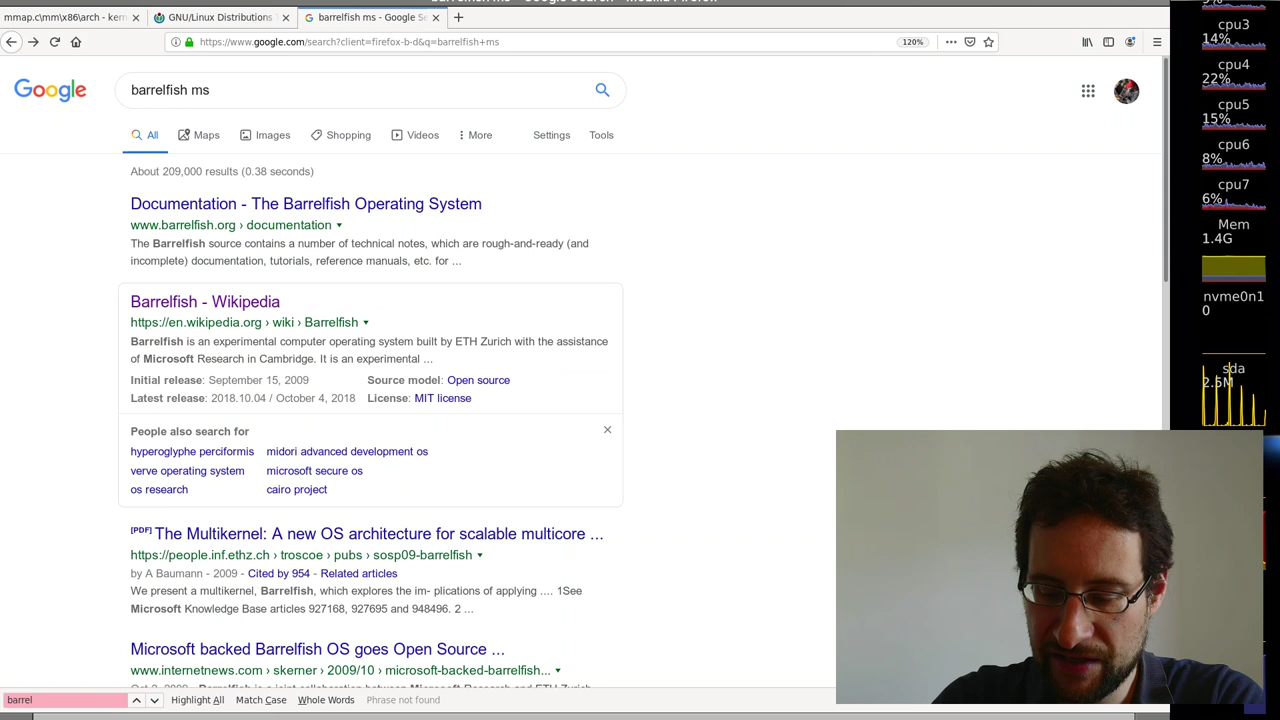 mmap.c\mm\x86\arch - kern
GNU/Linux Distributions T
barrelfish ms - Google Se
https://www.google.com/search?client=firefox-b-d&q=barrelfish+ms
120%
Google
barrelfish ms
All Maps Images Shopping Videos More Settings Tools
About 209,000 results (0.38 seconds)
Documentation - The Barrelfish Operating System
www.barrelfish.org › documentation
The Barrelfish source contains a number of technical notes, which are rough-and-ready (and
incomplete) documentation, tutorials, reference manuals, etc. for ...
Barrelfish - Wikipedia
https://en.wikipedia.org › wiki › Barrelfish
Barrelfish is an experimental computer operating system built by ETH Zurich with the assistance
of Microsoft Research in Cambridge. It is an experimental ...
Initial release: September 15, 2009 Source model: Open source
Latest release: 2018.10.04 / October 4, 2018 License: MIT license
People also search for
hyperoglyphe perciformis midori advanced development os
verve operating system microsoft secure os
os research cairo project
[PDF] The Multikernel: A new OS architecture for scalable multicore ...
https://people.inf.ethz.ch › troscoe › pubs › sosp09-barrelfish
by A Baumann - 2009 - Cited by 954 - Related articles
We present a multikernel, Barrelfish, which explores the im- plications of applying .... 1See
Microsoft Knowledge Base articles 927168, 927695 and 948496. 2 ...
Microsoft backed Barrelfish OS goes Open Source ...
www.internetnews.com › skerner › 2009/10 › microsoft-backed-barrelfish...
barrel Highlight All Match Case Whole Words Phrase not found
cpu3
14%
cpu4
22%
cpu5
15%
cpu6
8%
cpu7
6%
Mem
1.4G
nvme0n1
0
sda